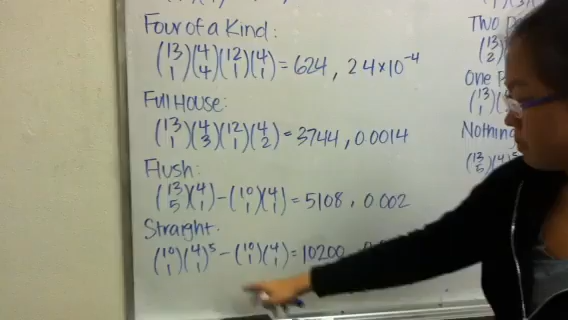 Four of a Kind:
(13 1)(4 4)(12 1)(4 1) = 624, 2.4×10⁻⁴
Full House:
(13 1)(4 3)(12 1)(4 2) = 3744, 0.0014
Flush:
(13 5)(4 1) - (10 1)(4 1) = 5108, 0.002
Straight.
(10 1)(4 1)⁵ - (10 1)(4 1) = 10200,
Two
(13 2)
One
(13 1)
Nothing
(13 5)